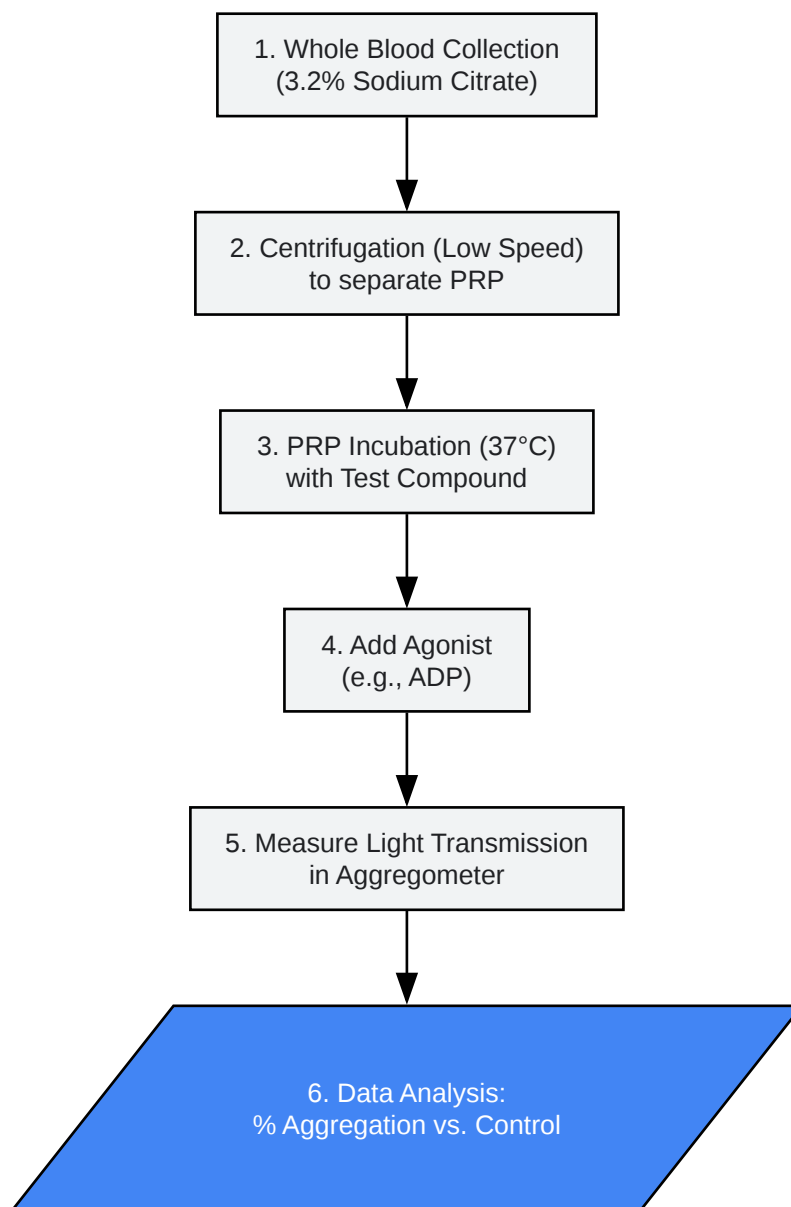 1. Whole Blood Collection
(3.2% Sodium Citrate)
2. Centrifugation (Low Speed)
to separate PRP
3. PRP Incubation (37°C)
with Test Compound
4. Add Agonist
(e.g., ADP)
5. Measure Light Transmission
in Aggregometer
6. Data Analysis:
% Aggregation vs. Control